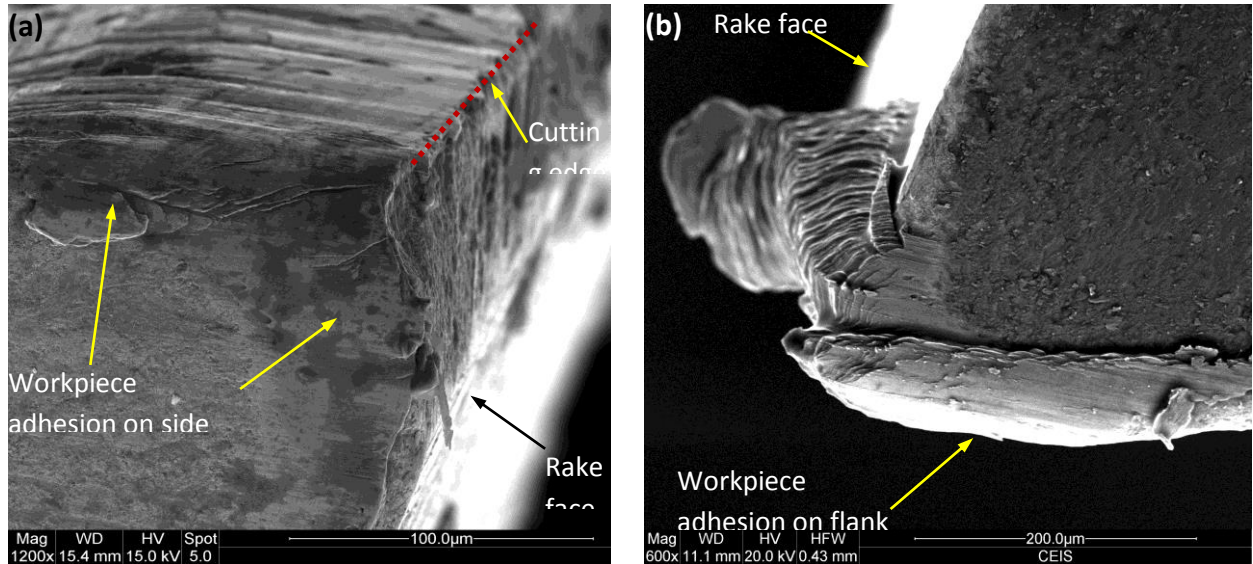 (a)
Cuttin
g edge
Workpiece
adhesion on side
Rake
face
Mag WD HV Spot
1200x 15.4 mm 15.0 kV 5.0
100.0µm
(b)
Rake face
Workpiece
adhesion on flank
Mag WD HV HFW
600x 11.1 mm 20.0 kV 0.43 mm
200.0µm
CEIS